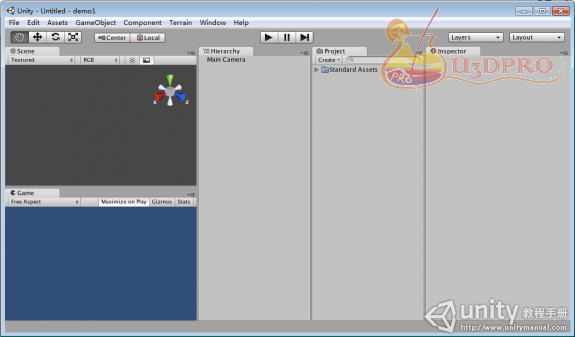 Unity - Untitled - demo1
File Edit Assets GameObject Component Terrain Window Help
Center Local Layers Layout
Scene
Textured RGB
y
x z
Game
Free Aspect Maximize on Play Gizmos Stats
Hierarchy
Main Camera
Project
Create
Standard Assets
Inspector
PRO
U3DPRO
unity 教程手册
http://www.unitymanual.com